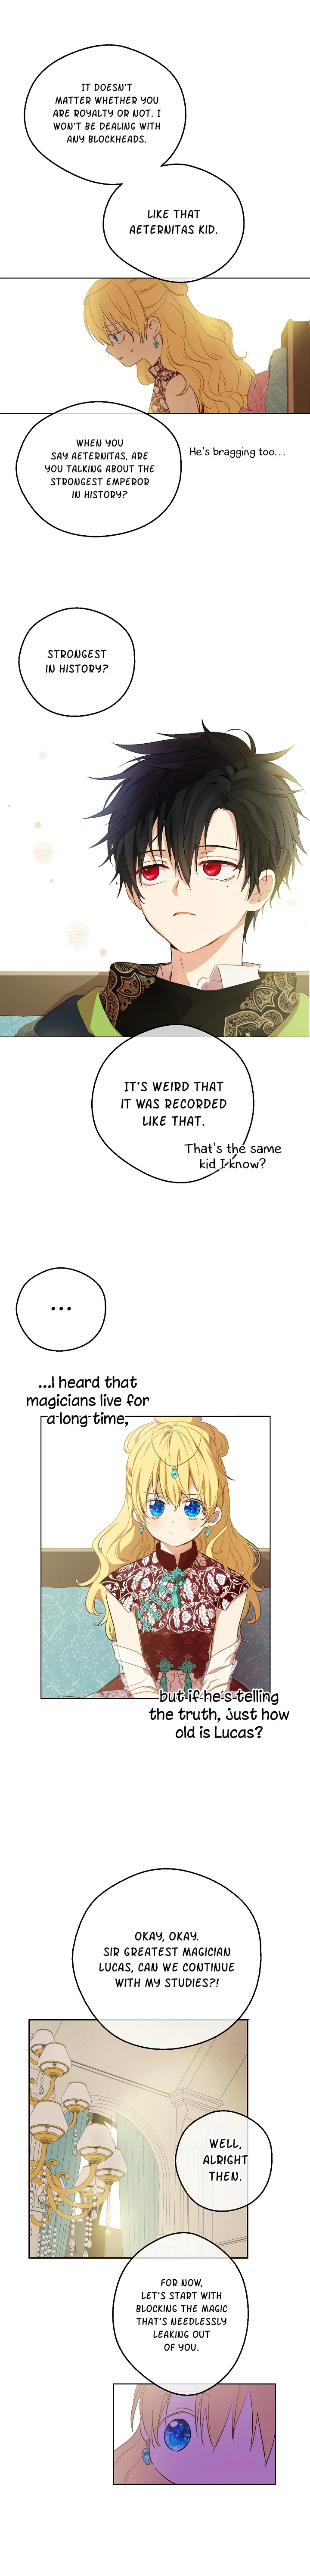 IT DOESN'T
MATTER WHETHER YOU
ARE ROYALTY OR NOT. I
WON'T BE DEALING WITH
ANY BLOCKHEADS.
LIKE THAT
AETERNITAS KID.
WHEN YOU
SAY AETERNITAS, ARE
YOU TALKING ABOUT THE
STRONGEST EMPEROR
IN HISTORY?
He's bragging too...
STRONGEST
IN HISTORY?
IT'S WEIRD THAT
IT WAS RECORDED
LIKE THAT.
That's the same
kid I know?
...
...I heard that
magicians live for
a long time,
but if he's telling
the truth, just how
old is Lucas?
OKAY, OKAY.
SIR GREATEST MAGICIAN
LUCAS, CAN WE CONTINUE
WITH MY STUDIES?!
WELL,
ALRIGHT
THEN.
FOR NOW,
LET'S START WITH
BLOCKING THE MAGIC
THAT'S NEEDLESSLY
LEAKING OUT
OF YOU.